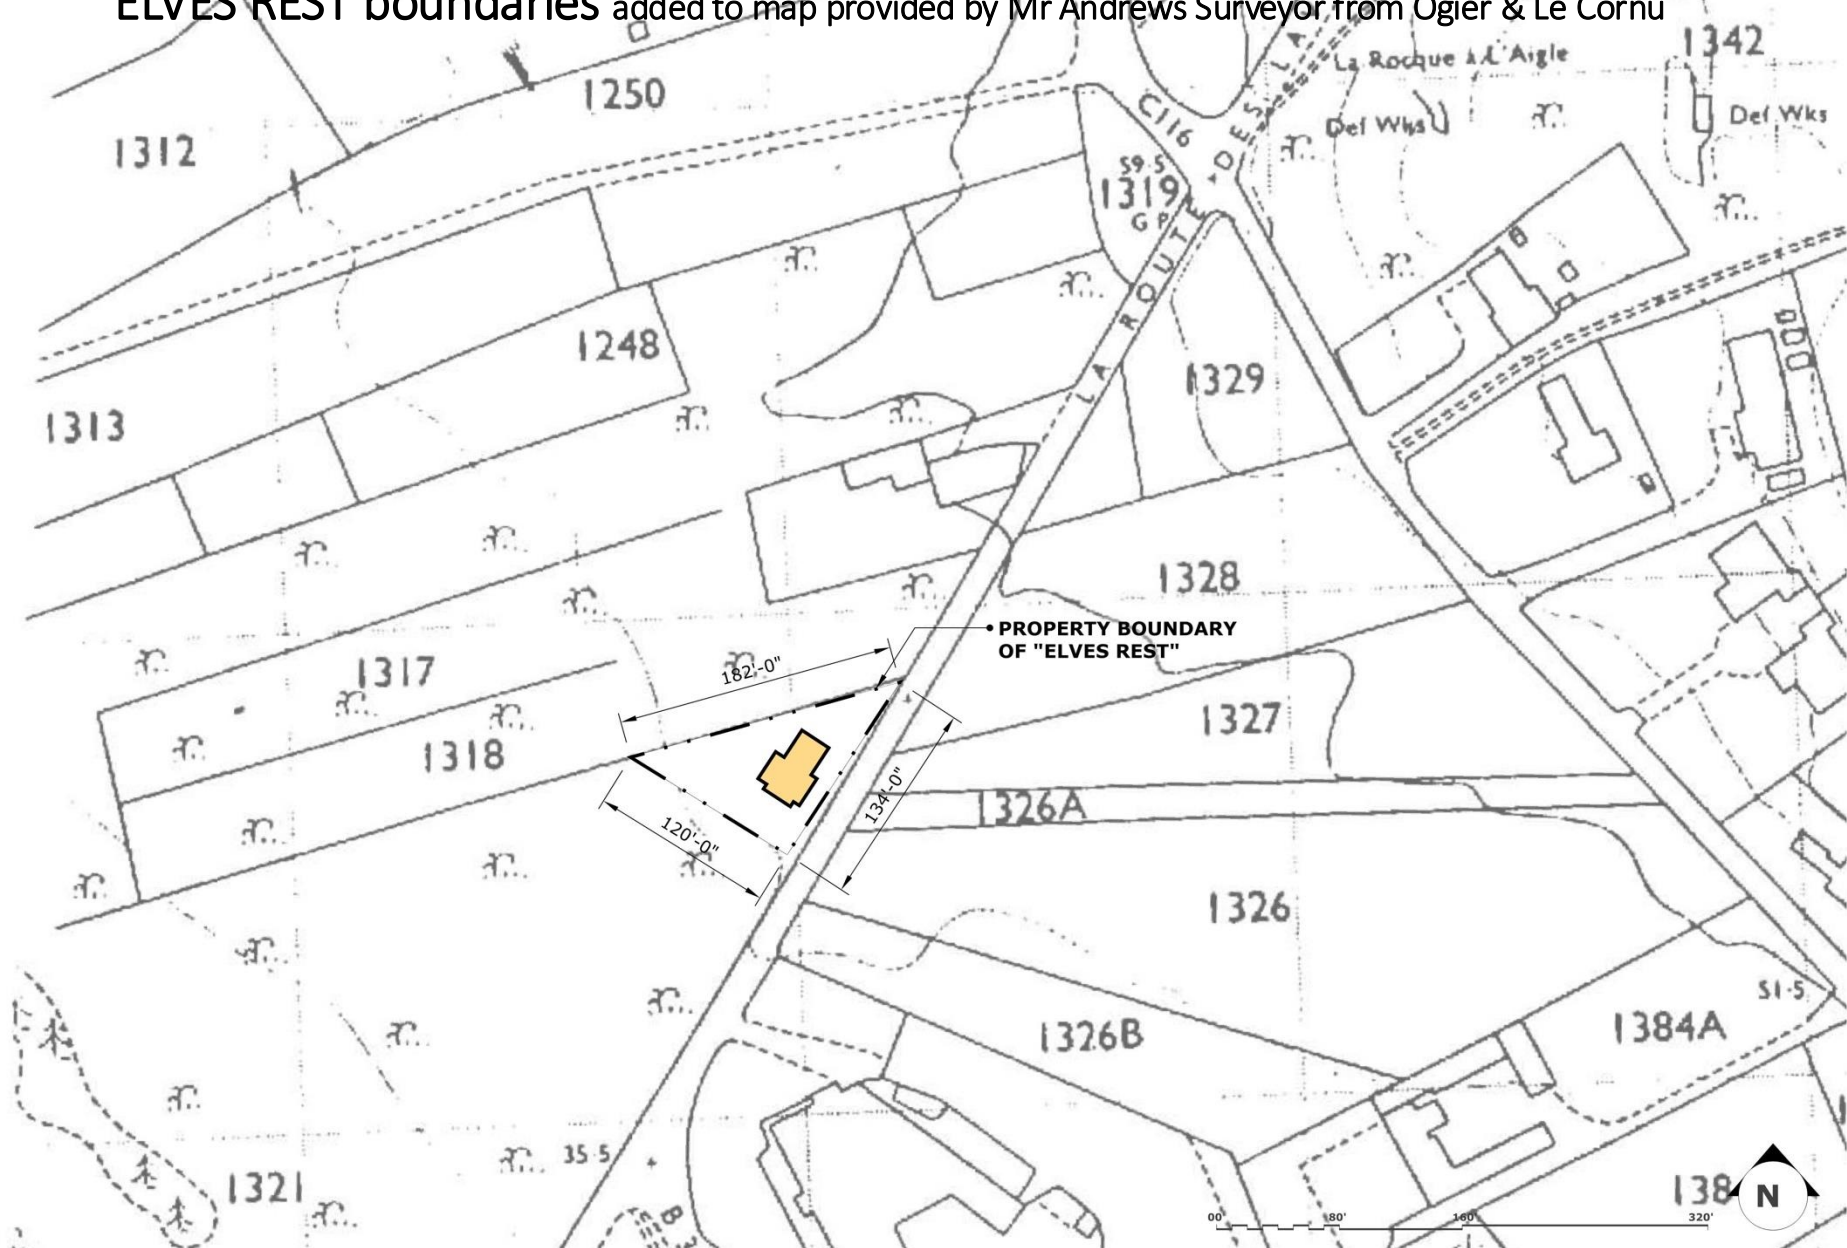 ELVES REST boundaries added to map provided by Mr Andrews Surveyor from Ogier & Le Cornu
1342
La Rocque à L'Aigle
1250
C116
Def Wks
Def Wks
1312
59·5
1319
G P
LA ROUTE DES LA
1248
1329
1313
1328
PROPERTY BOUNDARY
OF "ELVES REST"
182'-0"
1317
1327
1318
134'-0"
1326A
120'-0"
1326
51·5
1384A
1326B
35·5
1321
138
N
00 80' 160' 320'
B